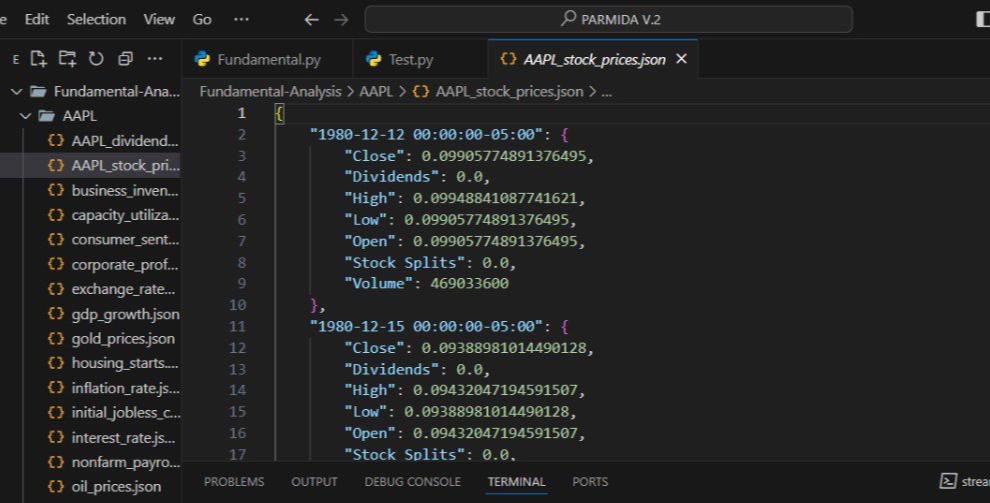 e Edit Selection View Go ··· ← → PARMIDA V.2
E ···
Fundamental.py Test.py {} AAPL_stock_prices.json ×
Fundamental-Ana...
AAPL
{} AAPL_dividend...
{} AAPL_stock_pri...
{} business_inven...
{} capacity_utiliza...
{} consumer_sent...
{} corporate_prof...
{} exchange_rate...
{} gdp_growth.json
{} gold_prices.json
{} housing_starts....
{} inflation_rate.js...
{} initial_jobless_c...
{} interest_rate.js...
{} nonfarm_payro...
{} oil_prices.json
Fundamental-Analysis > AAPL > {} AAPL_stock_prices.json > ...
1 {
2 "1980-12-12 00:00:00-05:00": {
3 "Close": 0.09905774891376495,
4 "Dividends": 0.0,
5 "High": 0.09948841087741621,
6 "Low": 0.09905774891376495,
7 "Open": 0.09905774891376495,
8 "Stock Splits": 0.0,
9 "Volume": 469033600
10 },
11 "1980-12-15 00:00:00-05:00": {
12 "Close": 0.09388981014490128,
13 "Dividends": 0.0,
14 "High": 0.09432047194591507,
15 "Low": 0.09388981014490128,
16 "Open": 0.09432047194591507,
17 "Stock Splits": 0.0,
PROBLEMS OUTPUT DEBUG CONSOLE TERMINAL PORTS strea